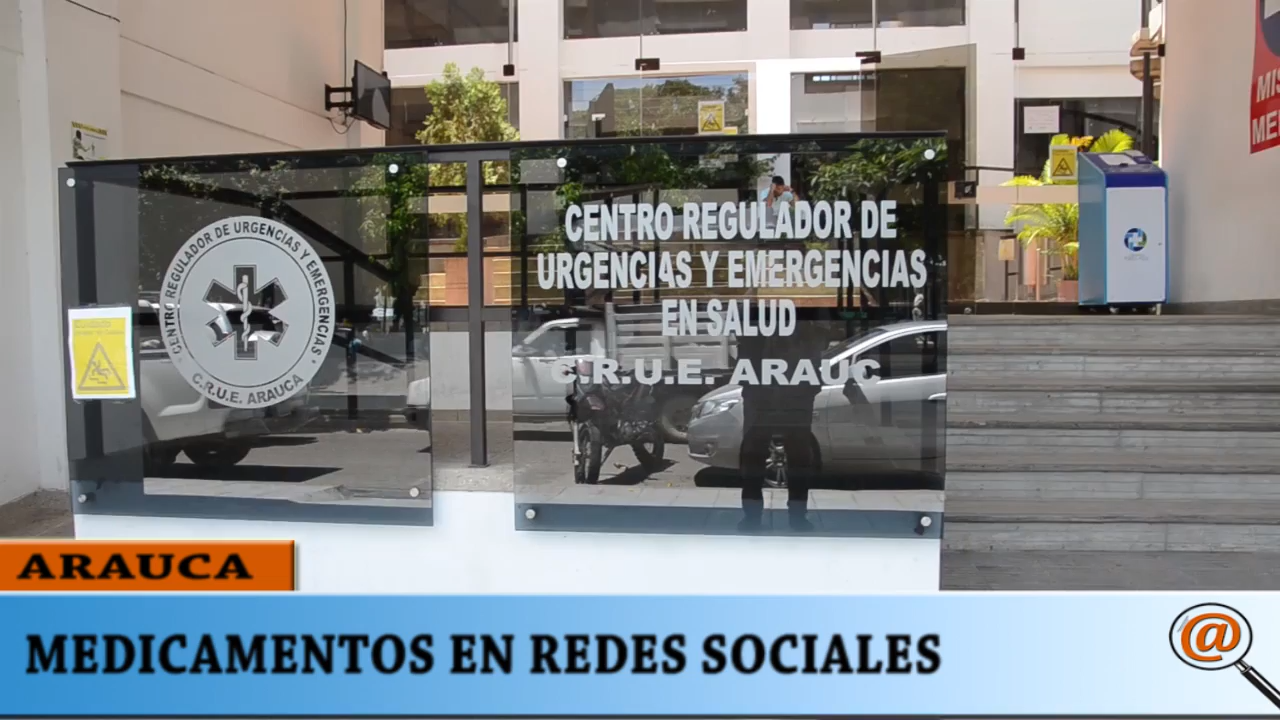 CENTRO REGULADOR DE URGENCIAS Y EMERGENCIAS
C.R.U.E. ARAUCA
CENTRO REGULADOR DE
URGENCIAS Y EMERGENCIAS
EN SALUD
C.R.U.E. ARAUC
ARAUCA
MEDICAMENTOS EN REDES SOCIALES
@